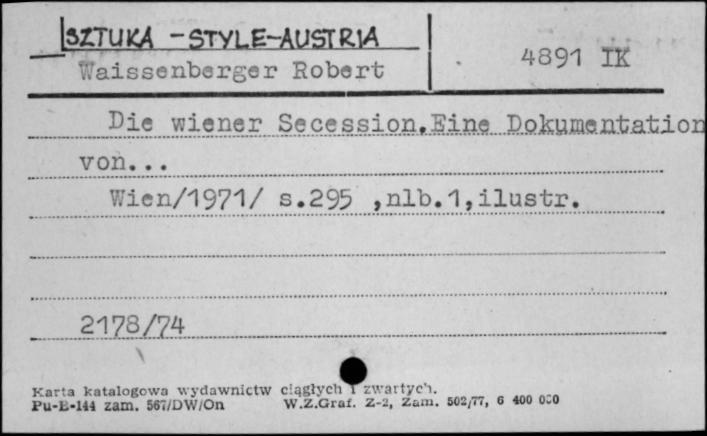 SZTUKA - STYLE - AUSTRIA
Waissenberger Robert
4891 IK
Die wiener Secession.Eine Dokumentation
von...
Wien/1971/ s.295 ,nlb.1,ilustr.
2178/74
Karta katalogowa wydawnictw ciągłych i zwartych.
Pu-B-144 zam. 567/DW/On W.Z.Graf. Z-2, Zam. 502/77, 6 400 000